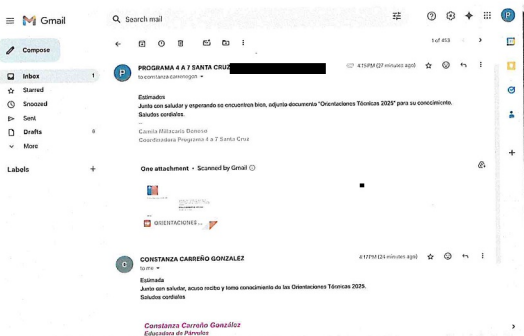 Gmail
Search mail
Compose
1 of 453
Inbox 1
Starred
Snoozed
Sent
Drafts 8
More
Labels
P
PROGRAMA 4 A 7 SANTA CRUZ
4:15 PM (27 minutes ago)
to constanza.carrenogon
Estimados
Junto con saludar y esperando se encuentren bien, adjunto documento "Orientaciones Técnicas 2025" para su conocimiento.
Saludos cordiales.
--
Camila
Coordinadora Programa 4 a 7 Santa Cruz
One attachment • Scanned by Gmail
ORIENTACIONES...
C
CONSTANZA CARREÑO GONZALEZ
4:17 PM (24 minutes ago)
to me
Estimada
Junto con saludar, acuso recibo y tomo conocimiento de las Orientaciones Técnicas 2025.
Saludos cordiales
Constanza Carreño González
Educadora de Párvulos